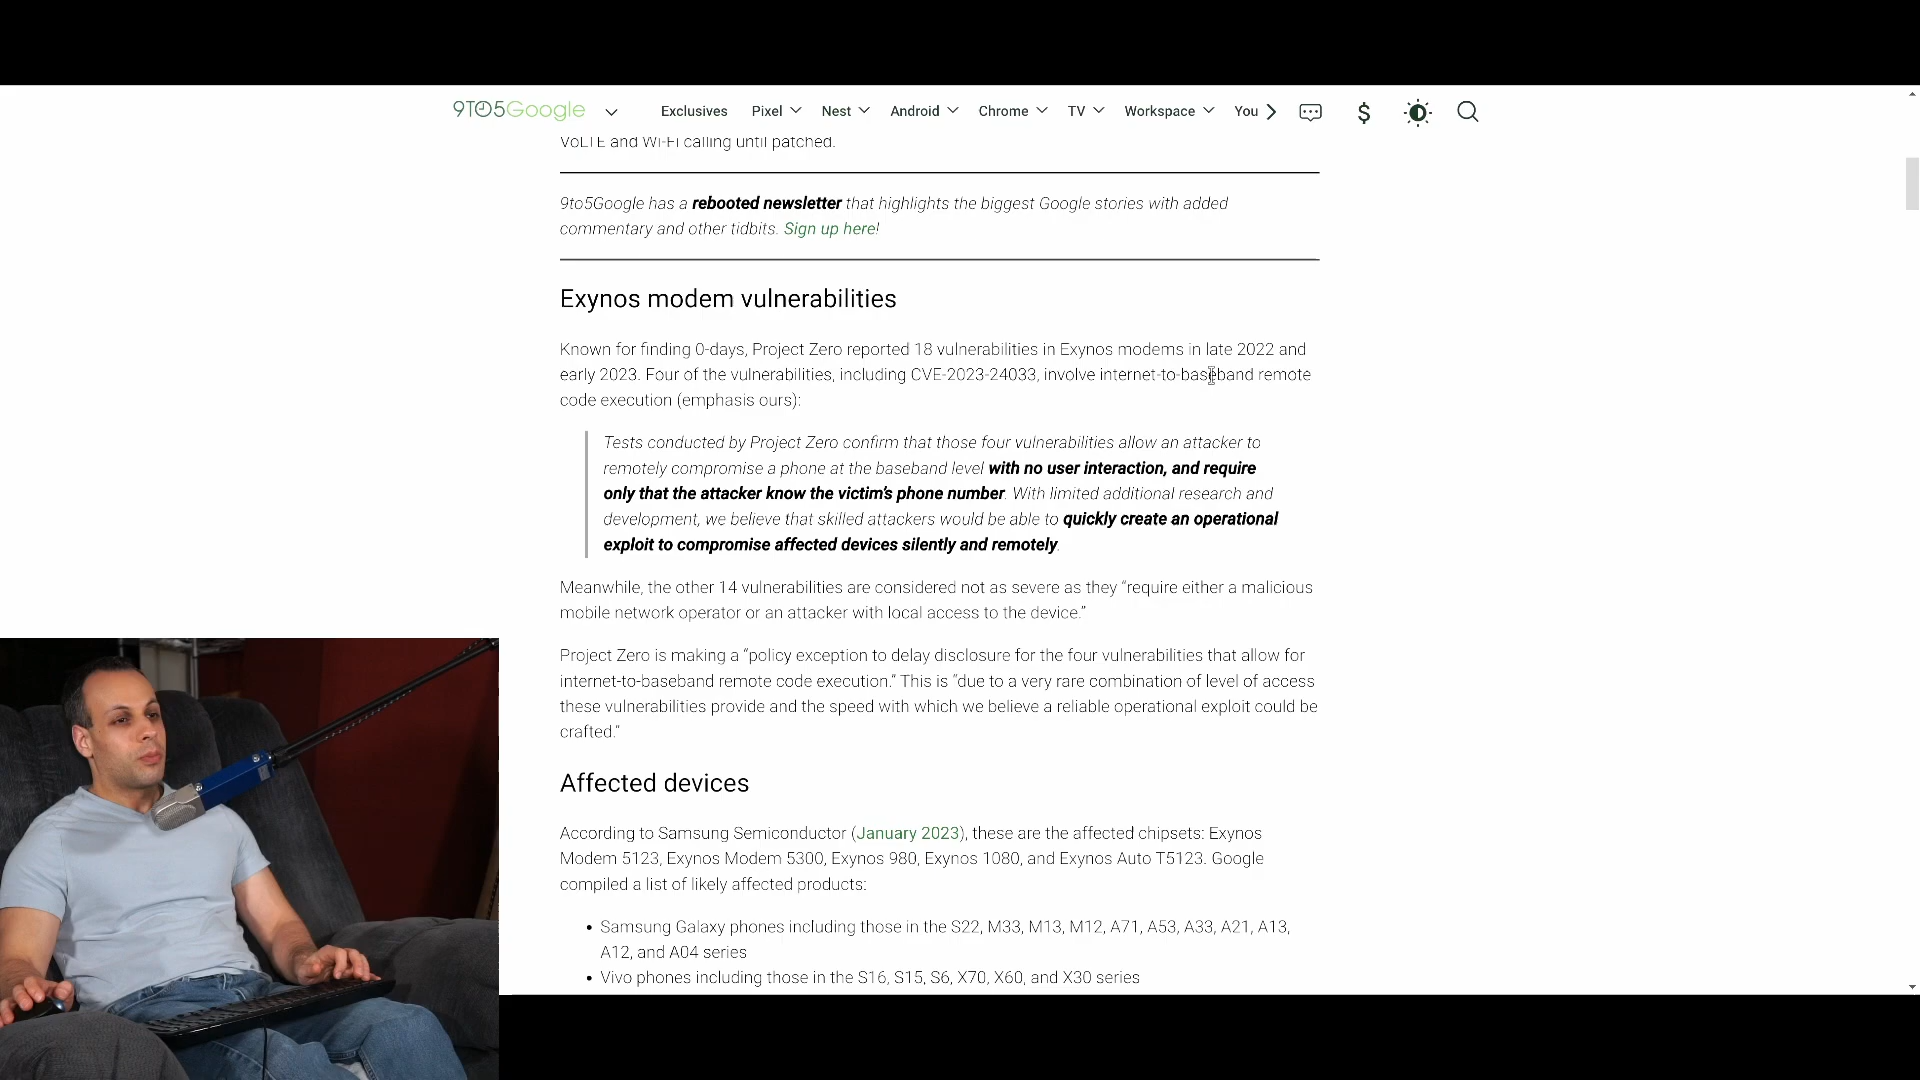 9TO5Google
Exclusives Pixel Nest Android Chrome TV Workspace You
VoLTE and Wi-Fi calling until patched.
9to5Google has a rebooted newsletter that highlights the biggest Google stories with added
commentary and other tidbits. Sign up here!
Exynos modem vulnerabilities
Known for finding 0-days, Project Zero reported 18 vulnerabilities in Exynos modems in late 2022 and
early 2023. Four of the vulnerabilities, including CVE-2023-24033, involve internet-to-baseband remote
code execution (emphasis ours):
Tests conducted by Project Zero confirm that those four vulnerabilities allow an attacker to
remotely compromise a phone at the baseband level with no user interaction, and require
only that the attacker know the victim’s phone number. With limited additional research and
development, we believe that skilled attackers would be able to quickly create an operational
exploit to compromise affected devices silently and remotely.
Meanwhile, the other 14 vulnerabilities are considered not as severe as they “require either a malicious
mobile network operator or an attacker with local access to the device.”
Project Zero is making a “policy exception to delay disclosure for the four vulnerabilities that allow for
internet-to-baseband remote code execution.” This is “due to a very rare combination of level of access
these vulnerabilities provide and the speed with which we believe a reliable operational exploit could be
crafted.”
Affected devices
According to Samsung Semiconductor (January 2023), these are the affected chipsets: Exynos
Modem 5123, Exynos Modem 5300, Exynos 980, Exynos 1080, and Exynos Auto T5123. Google
compiled a list of likely affected products:
• Samsung Galaxy phones including those in the S22, M33, M13, M12, A71, A53, A33, A21, A13,
A12, and A04 series
• Vivo phones including those in the S16, S15, S6, X70, X60, and X30 series